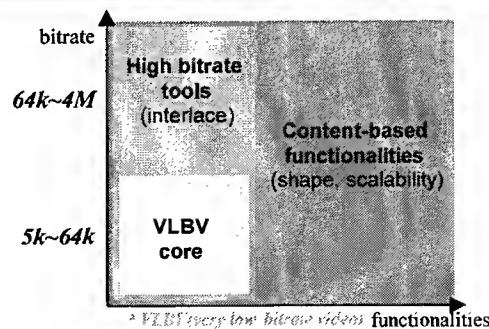 bitrate
High bitrate
tools
(interlace)
64k~4M
Content-based
functionalities
(shape, scalability)
VLBV
core
5k~64k
* VLBV(very low bitrate video) functionalities